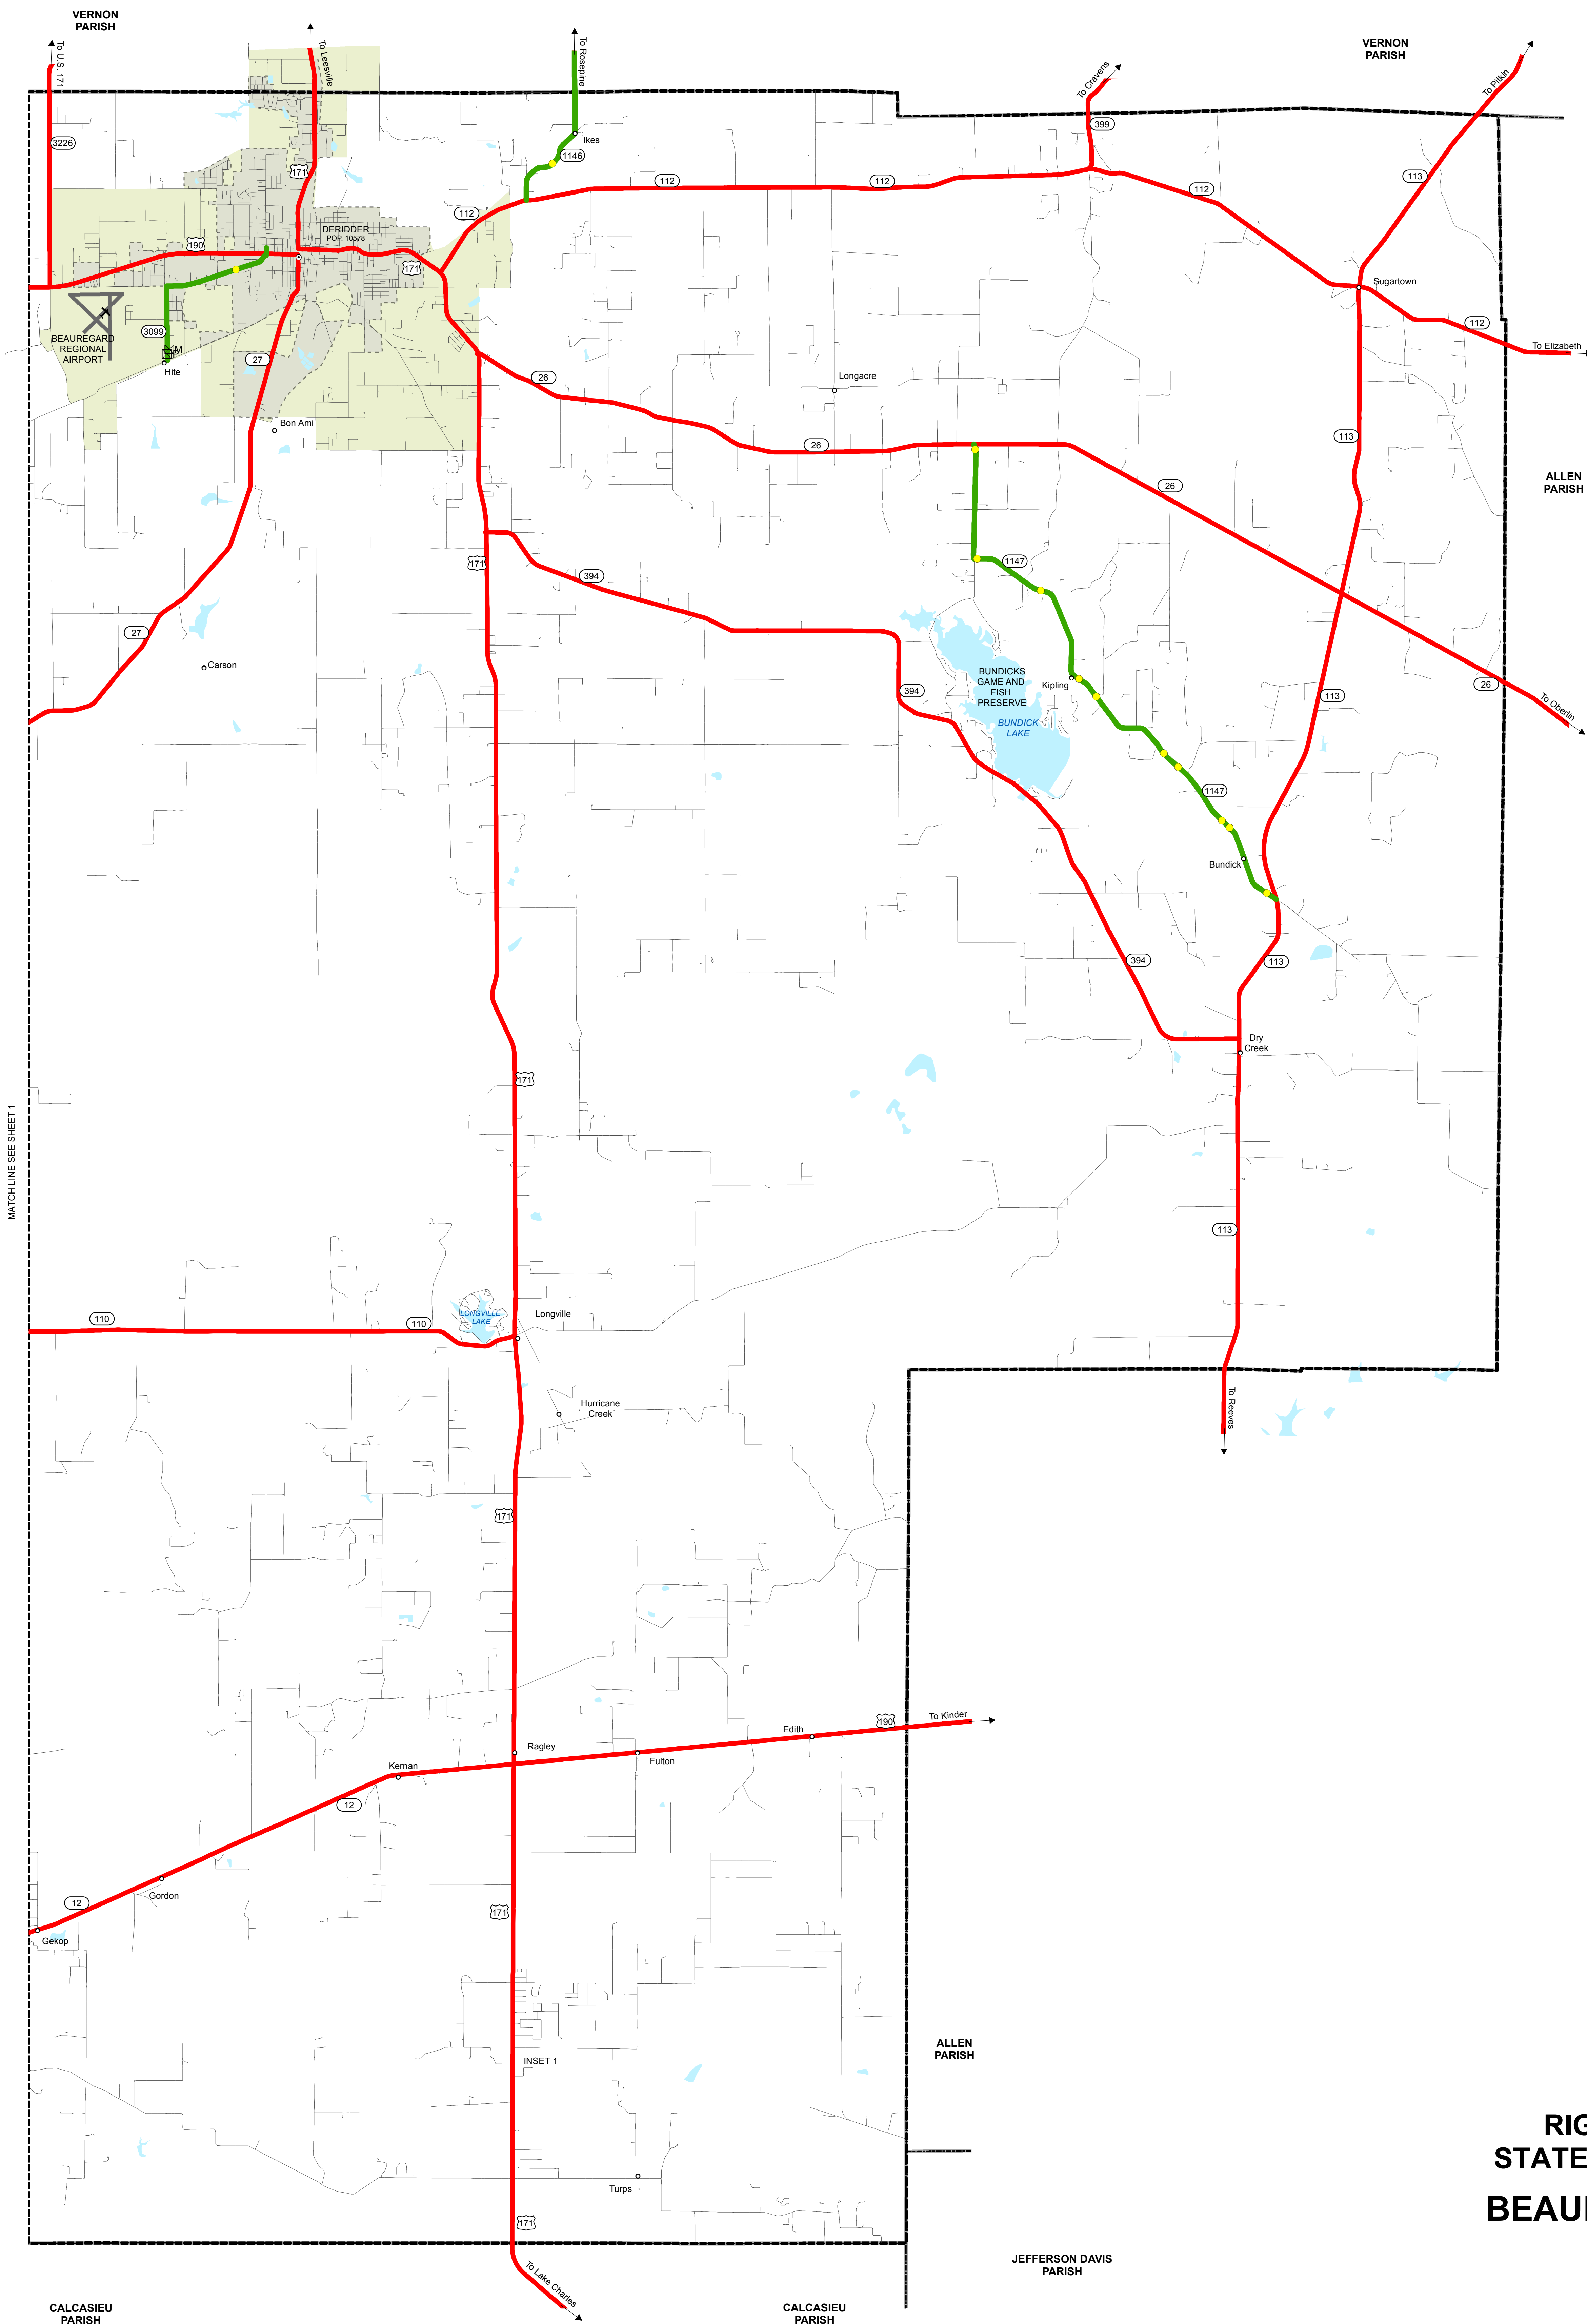 VERNON
PARISH
VERNON
PARISH
To U.S. 171
To Leesville
To Rosepine
To Cravens
To Pitkin
3226
171
Ikes
1146
399
112
112
112
113
112
DERIDDER
POP. 10578
190
171
Sugartown
112
To Elizabeth
BEAUREGARD
REGIONAL
AIRPORT
3099
M
Hite
27
26
Longacre
Bon Ami
26
113
26
ALLEN
PARISH
171
394
1147
27
Carson
394
BUNDICKS
GAME AND
FISH
PRESERVE
BUNDICK
LAKE
Kipling
113
26
To Oberlin
1147
Bundick
394
113
Dry
Creek
171
MATCH LINE SEE SHEET 1
113
110
110
LONGVILLE
LAKE
Longville
To Reeves
Hurricane
Creek
171
190
To Kinder
Edith
Ragley
Fulton
Kernan
12
Gordon
12
Gekop
171
INSET 1
ALLEN
PARISH
Turps
171
RIG
STATE
BEAU
To Lake Charles
JEFFERSON DAVIS
PARISH
CALCASIEU
PARISH
CALCASIEU
PARISH